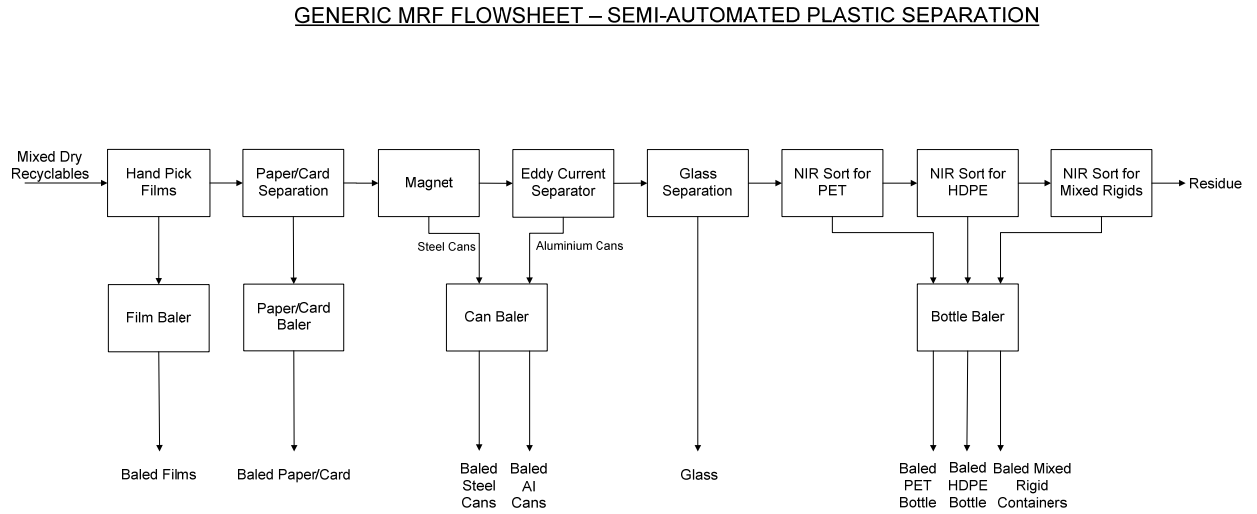 GENERIC MRF FLOWSHEET – SEMI-AUTOMATED PLASTIC SEPARATION
Mixed Dry
Recyclables
Hand Pick
Films
Paper/Card
Separation
Magnet
Eddy Current
Separator
Glass
Separation
NIR Sort for
PET
NIR Sort for
HDPE
NIR Sort for
Mixed Rigids
Residue
Steel Cans
Aluminium Cans
Film Baler
Paper/Card
Baler
Can Baler
Bottle Baler
Baled Films
Baled Paper/Card
Baled
Steel
Cans
Baled
Al
Cans
Glass
Baled
PET
Bottle
Baled
HDPE
Bottle
Baled Mixed
Rigid
Containers